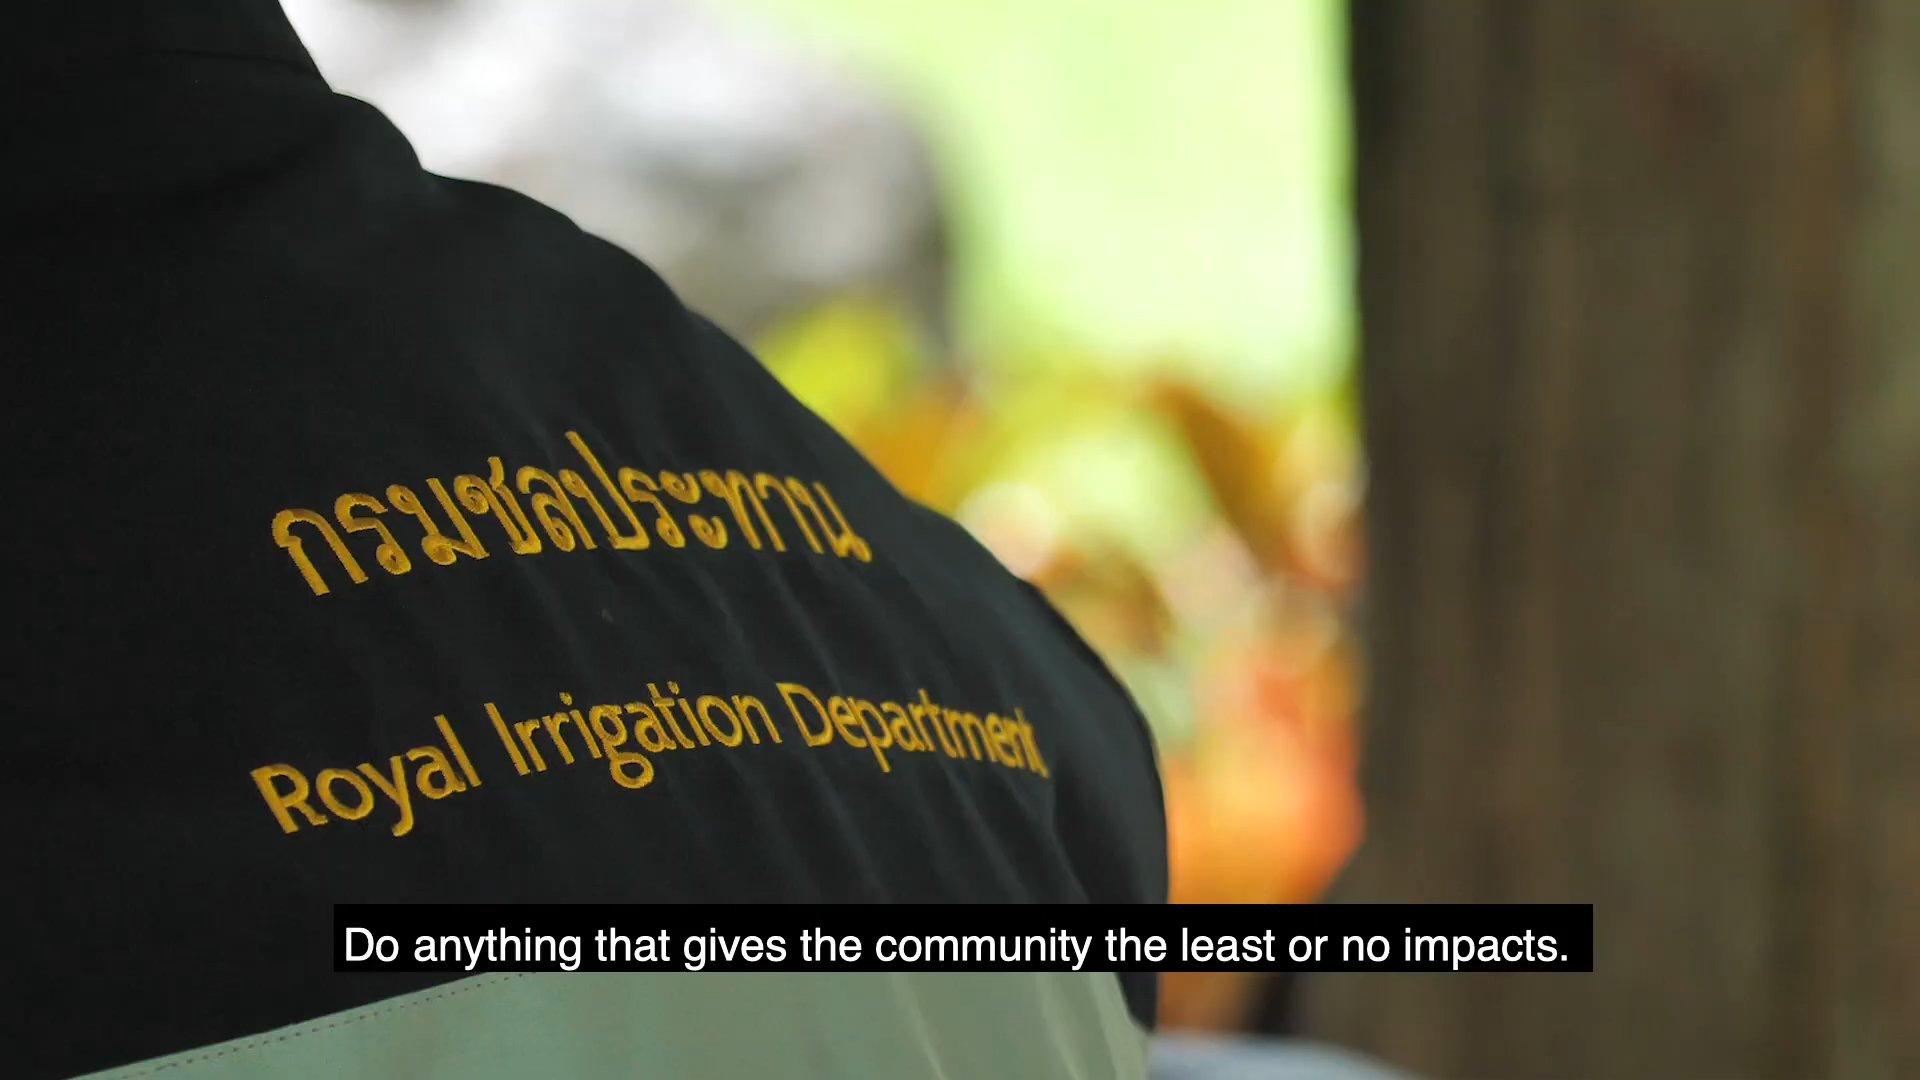 กรมชลประทาน
Royal Irrigation Department
Do anything that gives the community the least or no impacts.